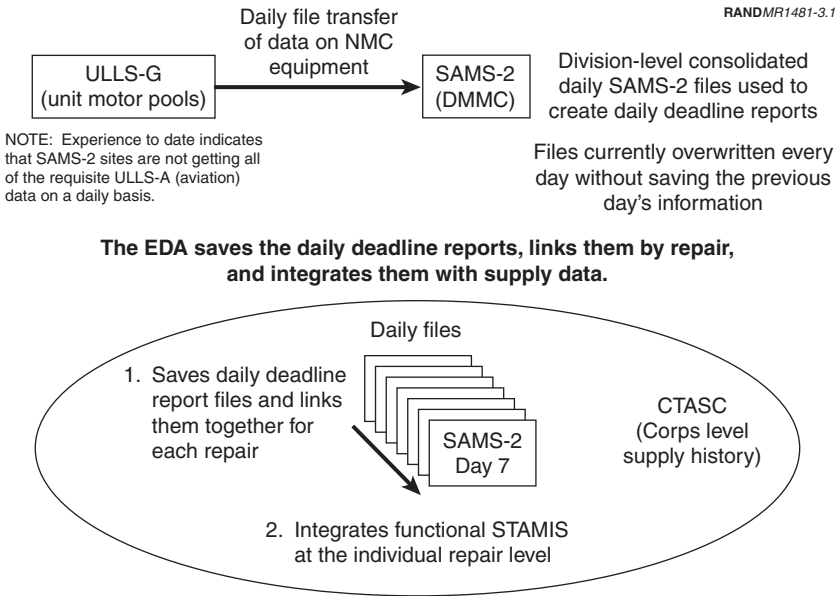 RANDMR1481-3.1
Daily file transfer
of data on NMC
equipment
ULLS-G
(unit motor pools)
SAMS-2
(DMMC)
Division-level consolidated
daily SAMS-2 files used to
create daily deadline reports
NOTE: Experience to date indicates
that SAMS-2 sites are not getting all
of the requisite ULLS-A (aviation)
data on a daily basis.
Files currently overwritten every
day without saving the previous
day's information
The EDA saves the daily deadline reports, links them by repair,
and integrates them with supply data.
Daily files
1. Saves daily deadline
report files and links
them together for
each repair
SAMS-2
Day 7
CTASC
(Corps level
supply history)
2. Integrates functional STAMIS
at the individual repair level